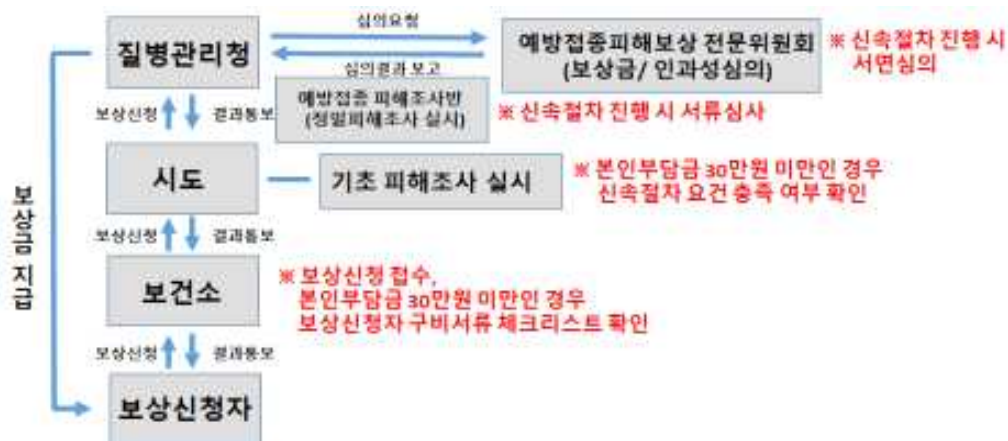 심의요청
질병관리청
예방접종피해보상 전문위원회
(보상금/ 인과성심의)
※ 신속절차 진행 시
서면심의
심의결과 보고
예방접종 피해조사반
(정밀피해조사 실시)
※ 신속절차 진행 시 서류심사
보상신청
결과통보
시도
기초 피해조사 실시
※ 본인부담금 30만원 미만인 경우
신속절차 요건 충족 여부 확인
보상금 지급
보상신청
결과통보
보건소
※ 보상신청 접수,
본인부담금 30만원 미만인 경우
보상신청자 구비서류 체크리스트 확인
보상신청
결과통보
보상신청자